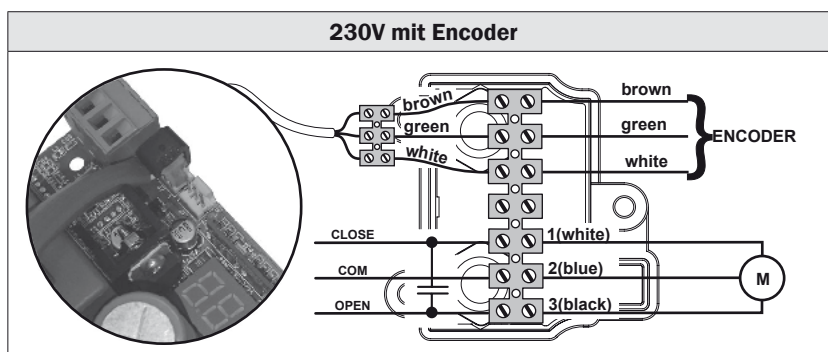 230V mit Encoder
brown
green
white
brown
green
white
ENCODER
CLOSE
COM
OPEN
1(white)
2(blue)
3(black)
M